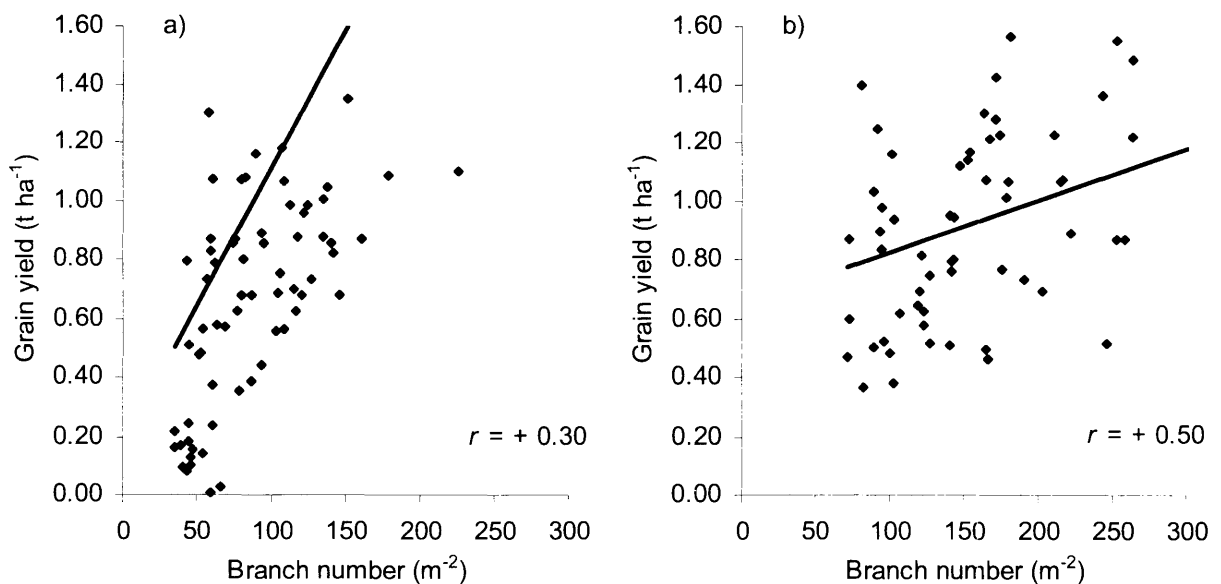 a)
Grain yield (t ha⁻¹)
1.60
1.40
1.20
1.00
0.80
0.60
0.40
0.20
0.00
r = + 0.30
0 50 100 150 200 250 300
Branch number (m⁻²)
b)
Grain yield (t ha⁻¹)
1.60
1.40
1.20
1.00
0.80
0.60
0.40
0.20
0.00
r = + 0.50
0 50 100 150 200 250 300
Branch number (m⁻²)